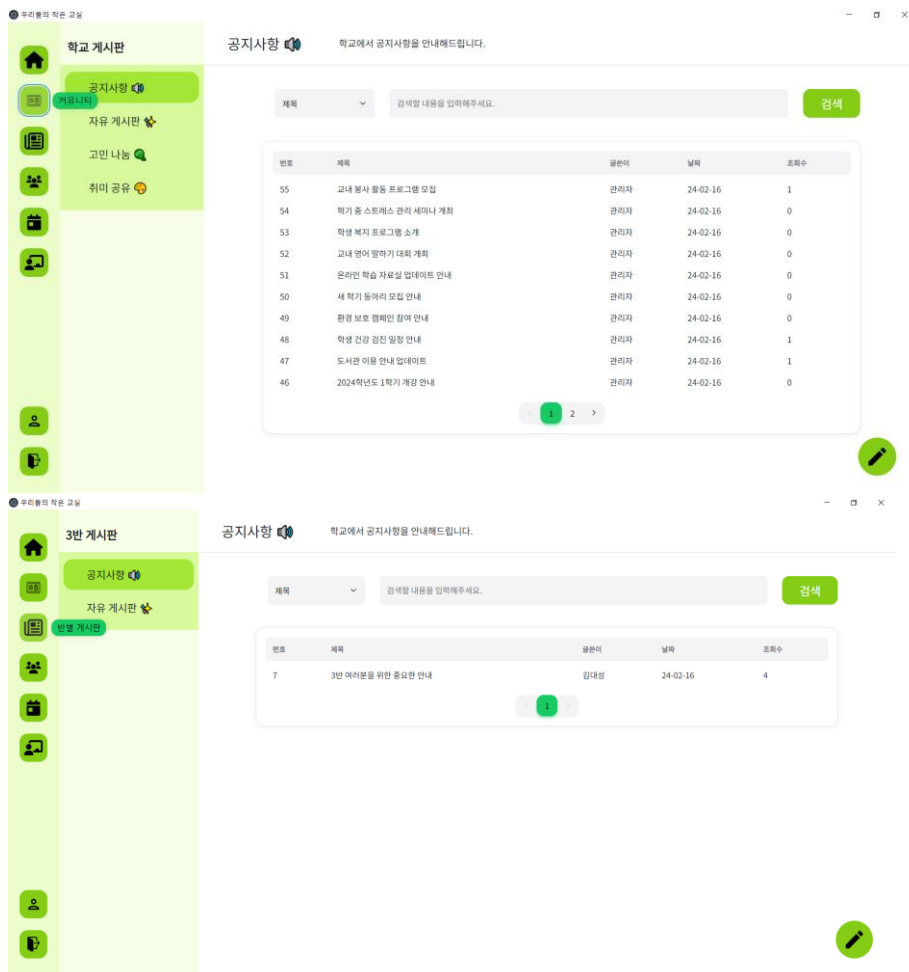 우리들의 작은 교실
학교 게시판
공지사항
커뮤니티
자유 게시판
고민 나눔
취미 공유
공지사항 학교에서 공지사항을 안내해드립니다.
제목 검색할 내용을 입력해주세요. 검색
번호 제목 글쓴이 날짜 조회수
55 교내 봉사 활동 프로그램 모집 관리자 24-02-16 1
54 학기 중 스트레스 관리 세미나 개최 관리자 24-02-16 0
53 학생 복지 프로그램 소개 관리자 24-02-16 0
52 교내 영어 말하기 대회 개최 관리자 24-02-16 0
51 온라인 학습 자료실 업데이트 안내 관리자 24-02-16 0
50 새 학기 동아리 모집 안내 관리자 24-02-16 0
49 환경 보호 캠페인 참여 안내 관리자 24-02-16 0
48 학생 건강 검진 일정 안내 관리자 24-02-16 1
47 도서관 이용 안내 업데이트 관리자 24-02-16 1
46 2024학년도 1학기 개강 안내 관리자 24-02-16 0
1 2
우리들의 작은 교실
3반 게시판
공지사항
자유 게시판
반별 게시판
공지사항 학교에서 공지사항을 안내해드립니다.
제목 검색할 내용을 입력해주세요. 검색
번호 제목 글쓴이 날짜 조회수
7 3반 여러분을 위한 중요한 안내 김대성 24-02-16 4
1